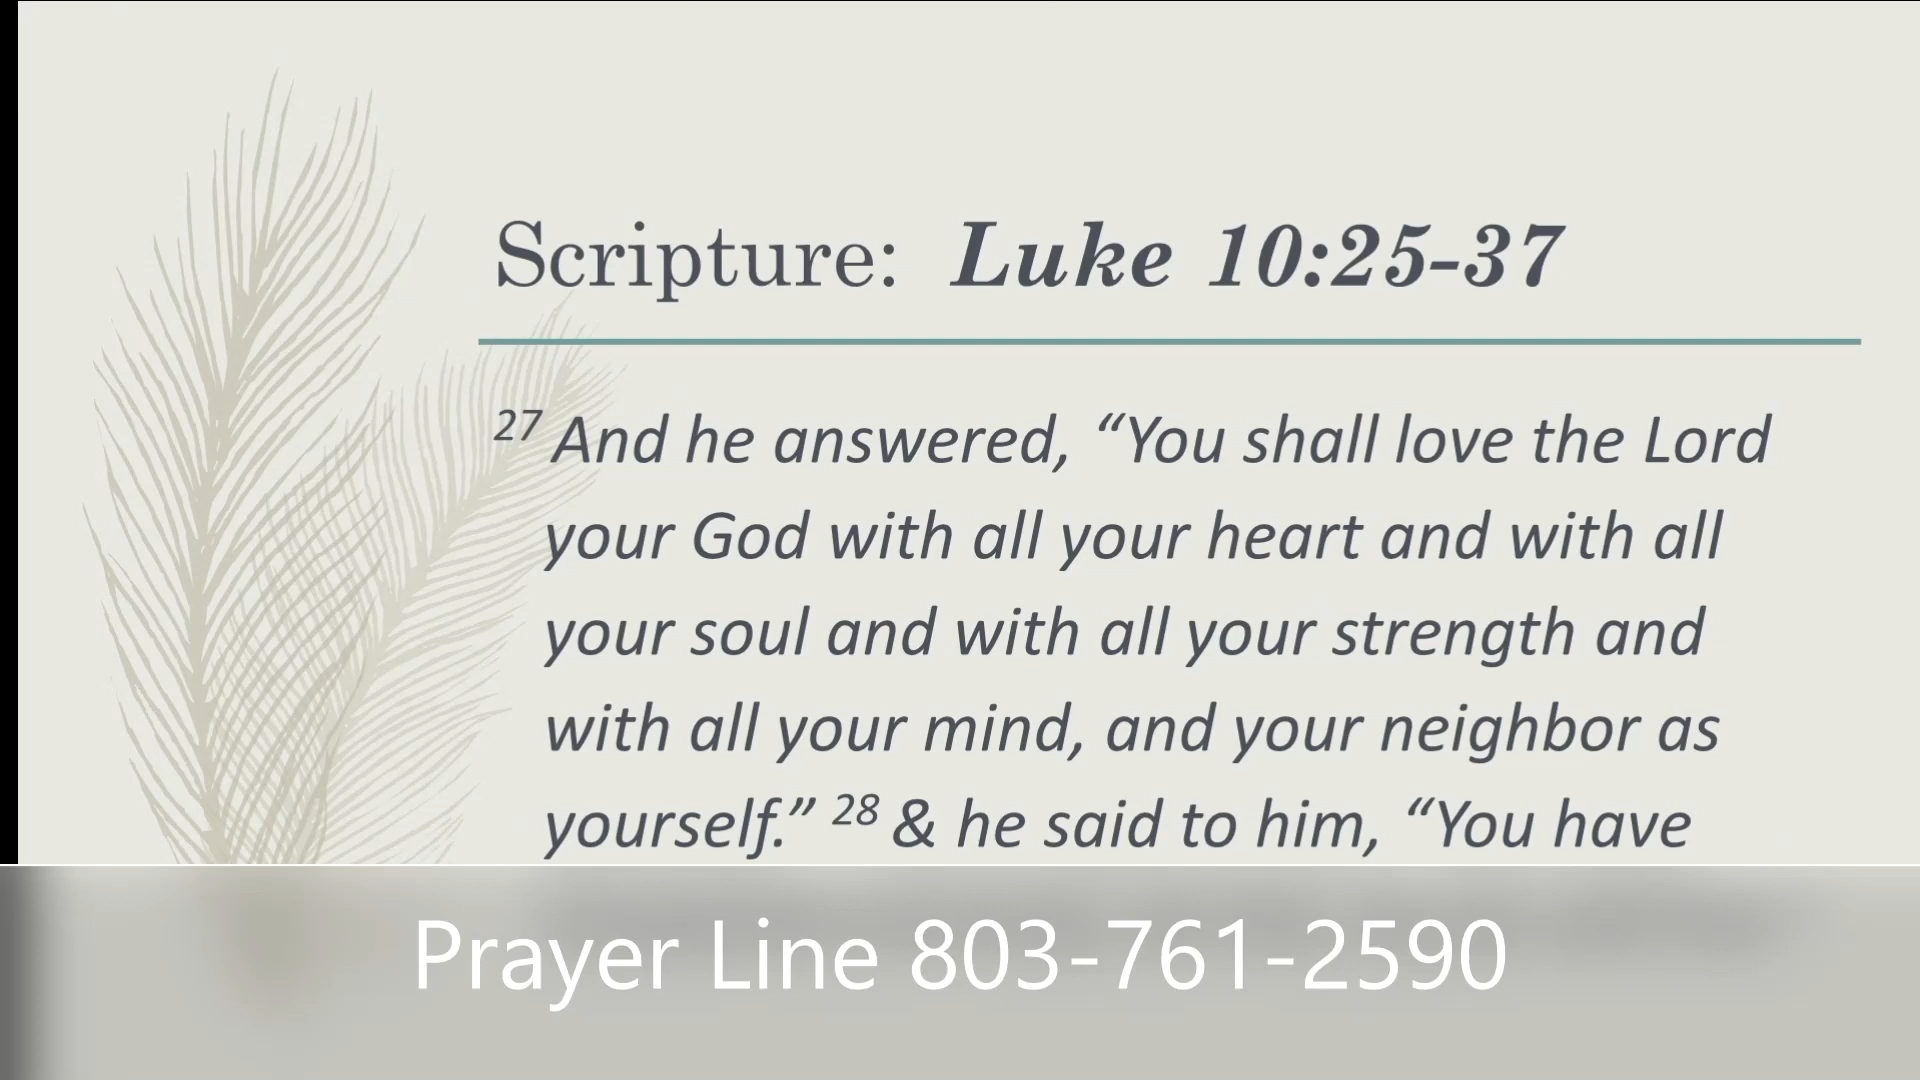 Scripture: Luke 10:25-37
27 And he answered, “You shall love the Lord
your God with all your heart and with all
your soul and with all your strength and
with all your mind, and your neighbor as
yourself.” 28 & he said to him, “You have
Prayer Line 803-761-2590